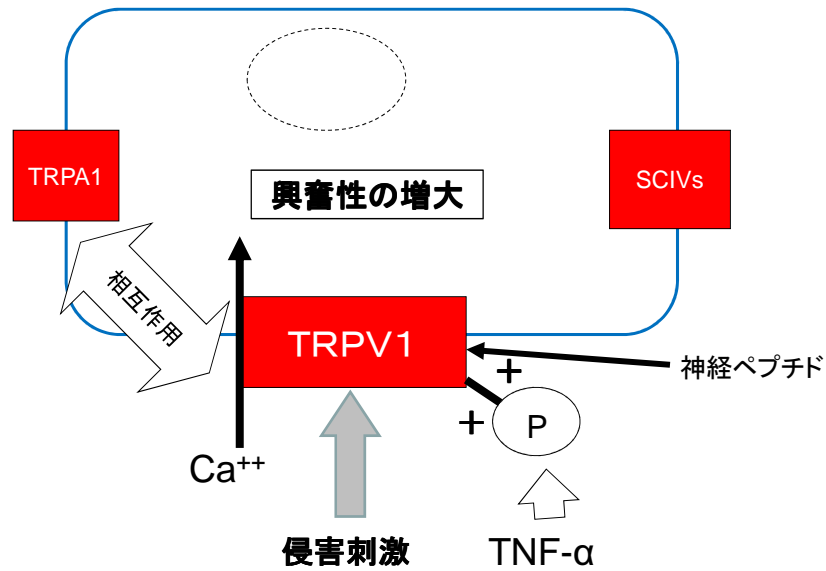 TRPA1
SCIVs
興奮性の増大
相互作用
TRPV1
+
神経ペプチド
+
P
Ca⁺⁺
侵害刺激
TNF-α